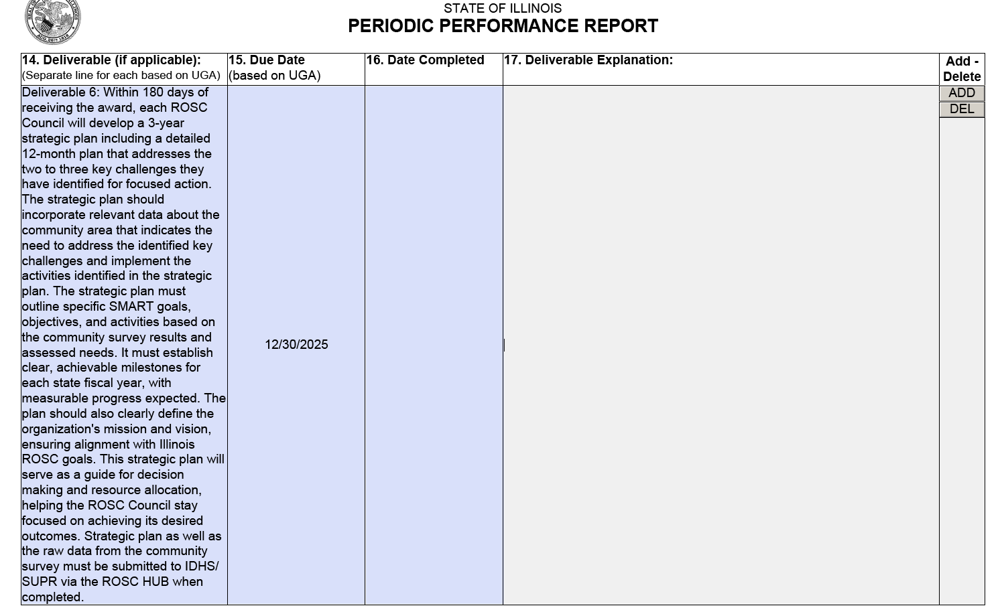 STATE OF ILLINOIS
PERIODIC PERFORMANCE REPORT
14. Deliverable (if applicable):
(Separate line for each based on UGA)
15. Due Date
(based on UGA)
16. Date Completed
17. Deliverable Explanation:
Add -
Delete
Deliverable 6: Within 180 days of
receiving the award, each ROSC
Council will develop a 3-year
strategic plan including a detailed
12-month plan that addresses the
two to three key challenges they
have identified for focused action.
The strategic plan should
incorporate relevant data about the
community area that indicates the
need to address the identified key
challenges and implement the
activities identified in the strategic
plan. The strategic plan must
outline specific SMART goals,
objectives, and activities based on
the community survey results and
assessed needs. It must establish
clear, achievable milestones for
each state fiscal year, with
measurable progress expected. The
plan should also clearly define the
organization's mission and vision,
ensuring alignment with Illinois
ROSC goals. This strategic plan will
serve as a guide for decision
making and resource allocation,
helping the ROSC Council stay
focused on achieving its desired
outcomes. Strategic plan as well as
the raw data from the community
survey must be submitted to IDHS/
SUPR via the ROSC HUB when
completed.
12/30/2025
ADD
DEL